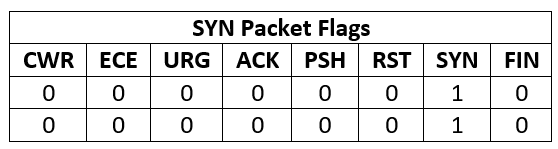 SYN Packet Flags
CWR ECE URG ACK PSH RST SYN FIN
0 0 0 0 0 0 1 0
0 0 0 0 0 0 1 0